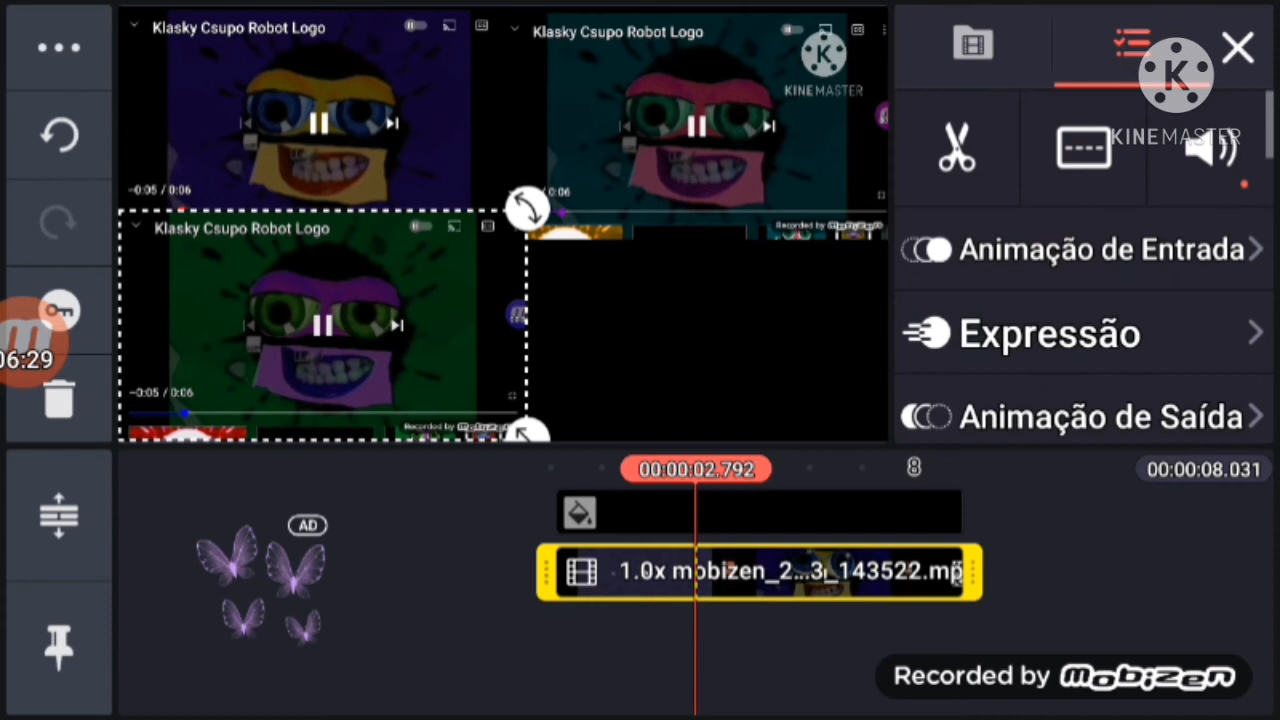 Klasky Csupo Robot Logo
Klasky Csupo Robot Logo
KINEMASTER
KINEMASTER
-0:05 / 0:06
0:06
Recorded by mobizen
Klasky Csupo Robot Logo
-0:05 / 0:06
Recorded by mobizen
06:29
Animação de Entrada
Expressão
Animação de Saída
00:00:02.792
8
00:00:08.031
AD
1.0x mobizen_2...3_143522.mp
Recorded by mobizen